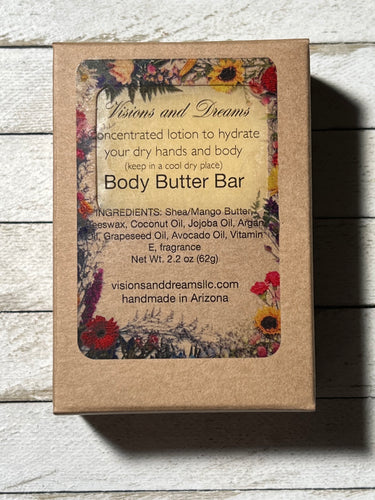 Visions and Dreams
Concentrated lotion to hydrate
your dry hands and body
(keep in a cool dry place)
Body Butter Bar
INGREDIENTS: Shea/Mango Butter,
Beeswax, Coconut Oil, Jojoba Oil, Argan
Oil, Grapeseed Oil, Avocado Oil, Vitamin
E, fragrance
Net Wt. 2.2 oz (62g)
visionsanddreamsllc.com
handmade in Arizona